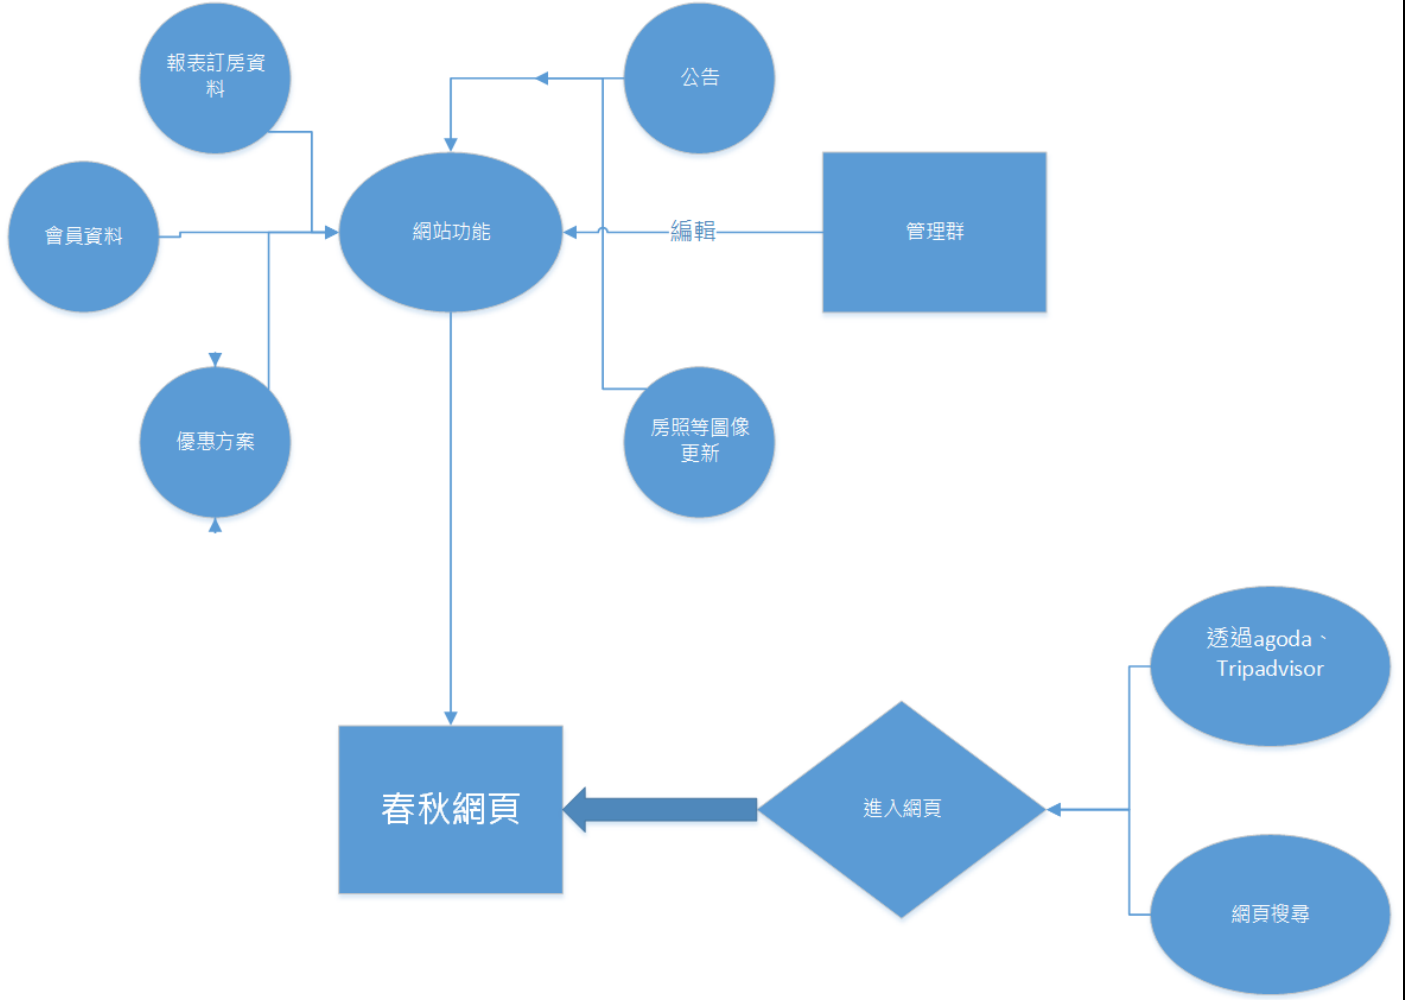 報表訂房資
料
公告
會員資料
網站功能
編輯
管理群
優惠方案
房照等圖像
更新
透過agoda、
Tripadvisor
春秋網頁
進入網頁
網頁搜尋